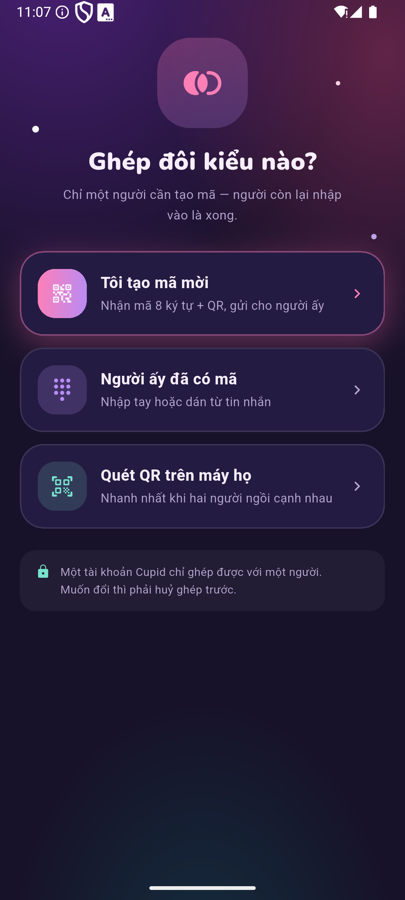 11:07
Ghép đôi kiểu nào?
Chỉ một người cần tạo mã — người còn lại nhập
vào là xong.
Tôi tạo mã mời
Nhận mã 8 ký tự + QR, gửi cho người ấy
Người ấy đã có mã
Nhập tay hoặc dán từ tin nhắn
Quét QR trên máy họ
Nhanh nhất khi hai người ngồi cạnh nhau
Một tài khoản Cupid chỉ ghép được với một người.
Muốn đổi thì phải huỷ ghép trước.